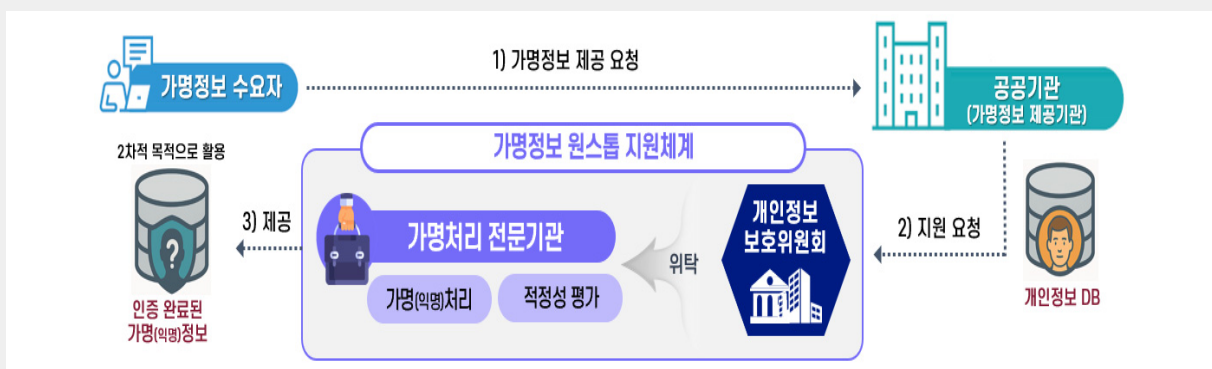 1) 가명정보 제공 요청
가명정보 수요자
공공기관
(가명정보 제공기관)
가명정보 원스톱 지원체계
2차적 목적으로 활용
3) 제공
가명처리 전문기관
가명(익명)처리
적정성 평가
위탁
개인정보
보호위원회
2) 지원 요청
인증 완료된
가명(익명)정보
개인정보 DB